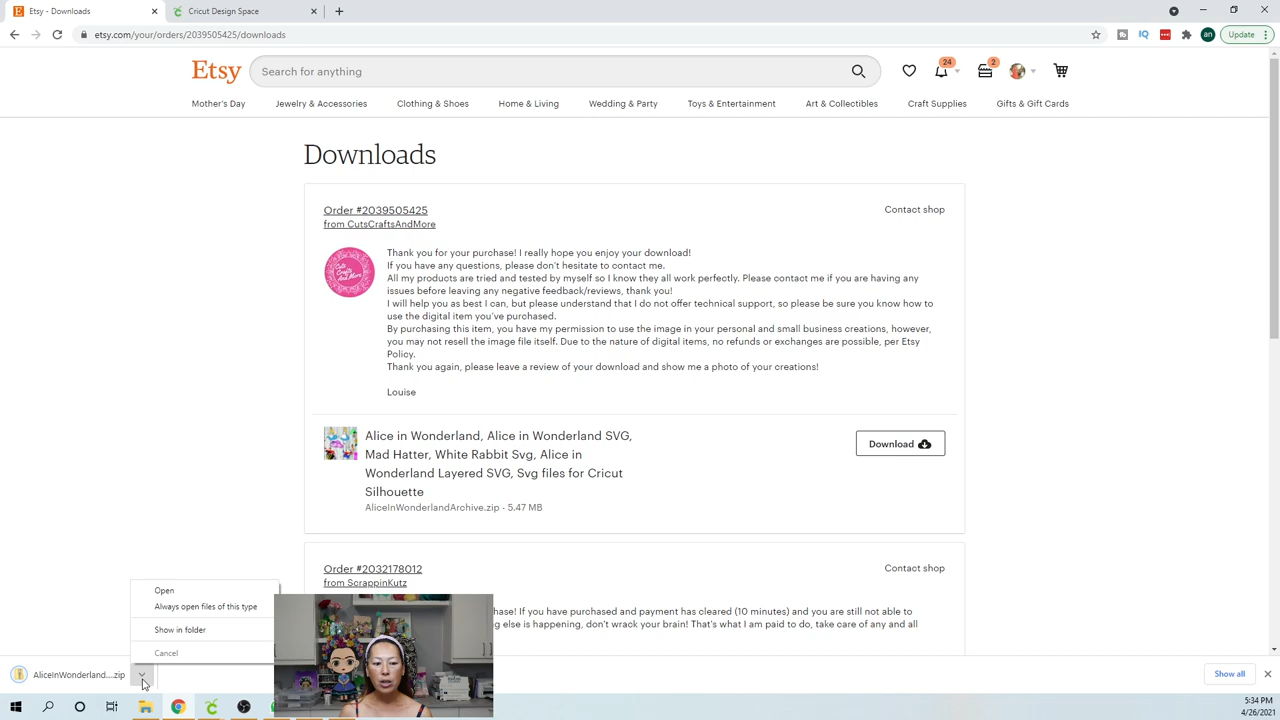 Etsy - Downloads
Cricut Design Space
etsy.com/your/orders/2039505425/downloads
IQ
an
Update
Etsy
Search for anything
24
2
Mother's Day
Jewelry & Accessories
Clothing & Shoes
Home & Living
Wedding & Party
Toys & Entertainment
Art & Collectibles
Craft Supplies
Gifts & Gift Cards
Downloads
Order #2039505425
Contact shop
from CutsCraftsAndMore
Thank you for your purchase! I really hope you enjoy your download!
If you have any questions, please don't hesitate to contact me.
All my products are tried and tested by myself so I know they all work perfectly. Please contact me if you are having any
issues before leaving any negative feedback/reviews, thank you!
I will help you as best I can, but please understand that I do not offer technical support, so please be sure you know how to
use the digital item you've purchased.
By purchasing this item, you have my permission to use the image in your personal and small business creations, however,
you may not resell the image file itself. Due to the nature of digital items, no refunds or exchanges are possible, per Etsy
Policy.
Thank you again, please leave a review of your download and show me a photo of your creations!
Louise
Cuts
Crafts
And More
Alice in Wonderland, Alice in Wonderland SVG,
Mad Hatter, White Rabbit Svg, Alice in
Wonderland Layered SVG, Svg files for Cricut
Silhouette
AliceInWonderlandArchive.zip - 5.47 MB
Download
Order #2032178012
Contact shop
from ScrappinKutz
hase! If you have purchased and payment has cleared (10 minutes) and you are still not able to
g else is happening, don't wrack your brain! That's what I am paid to do, take care of any and all
Open
Always open files of this type
Show in folder
Cancel
AliceInWonderland....zip
Show all
5:34 PM
4/26/2021